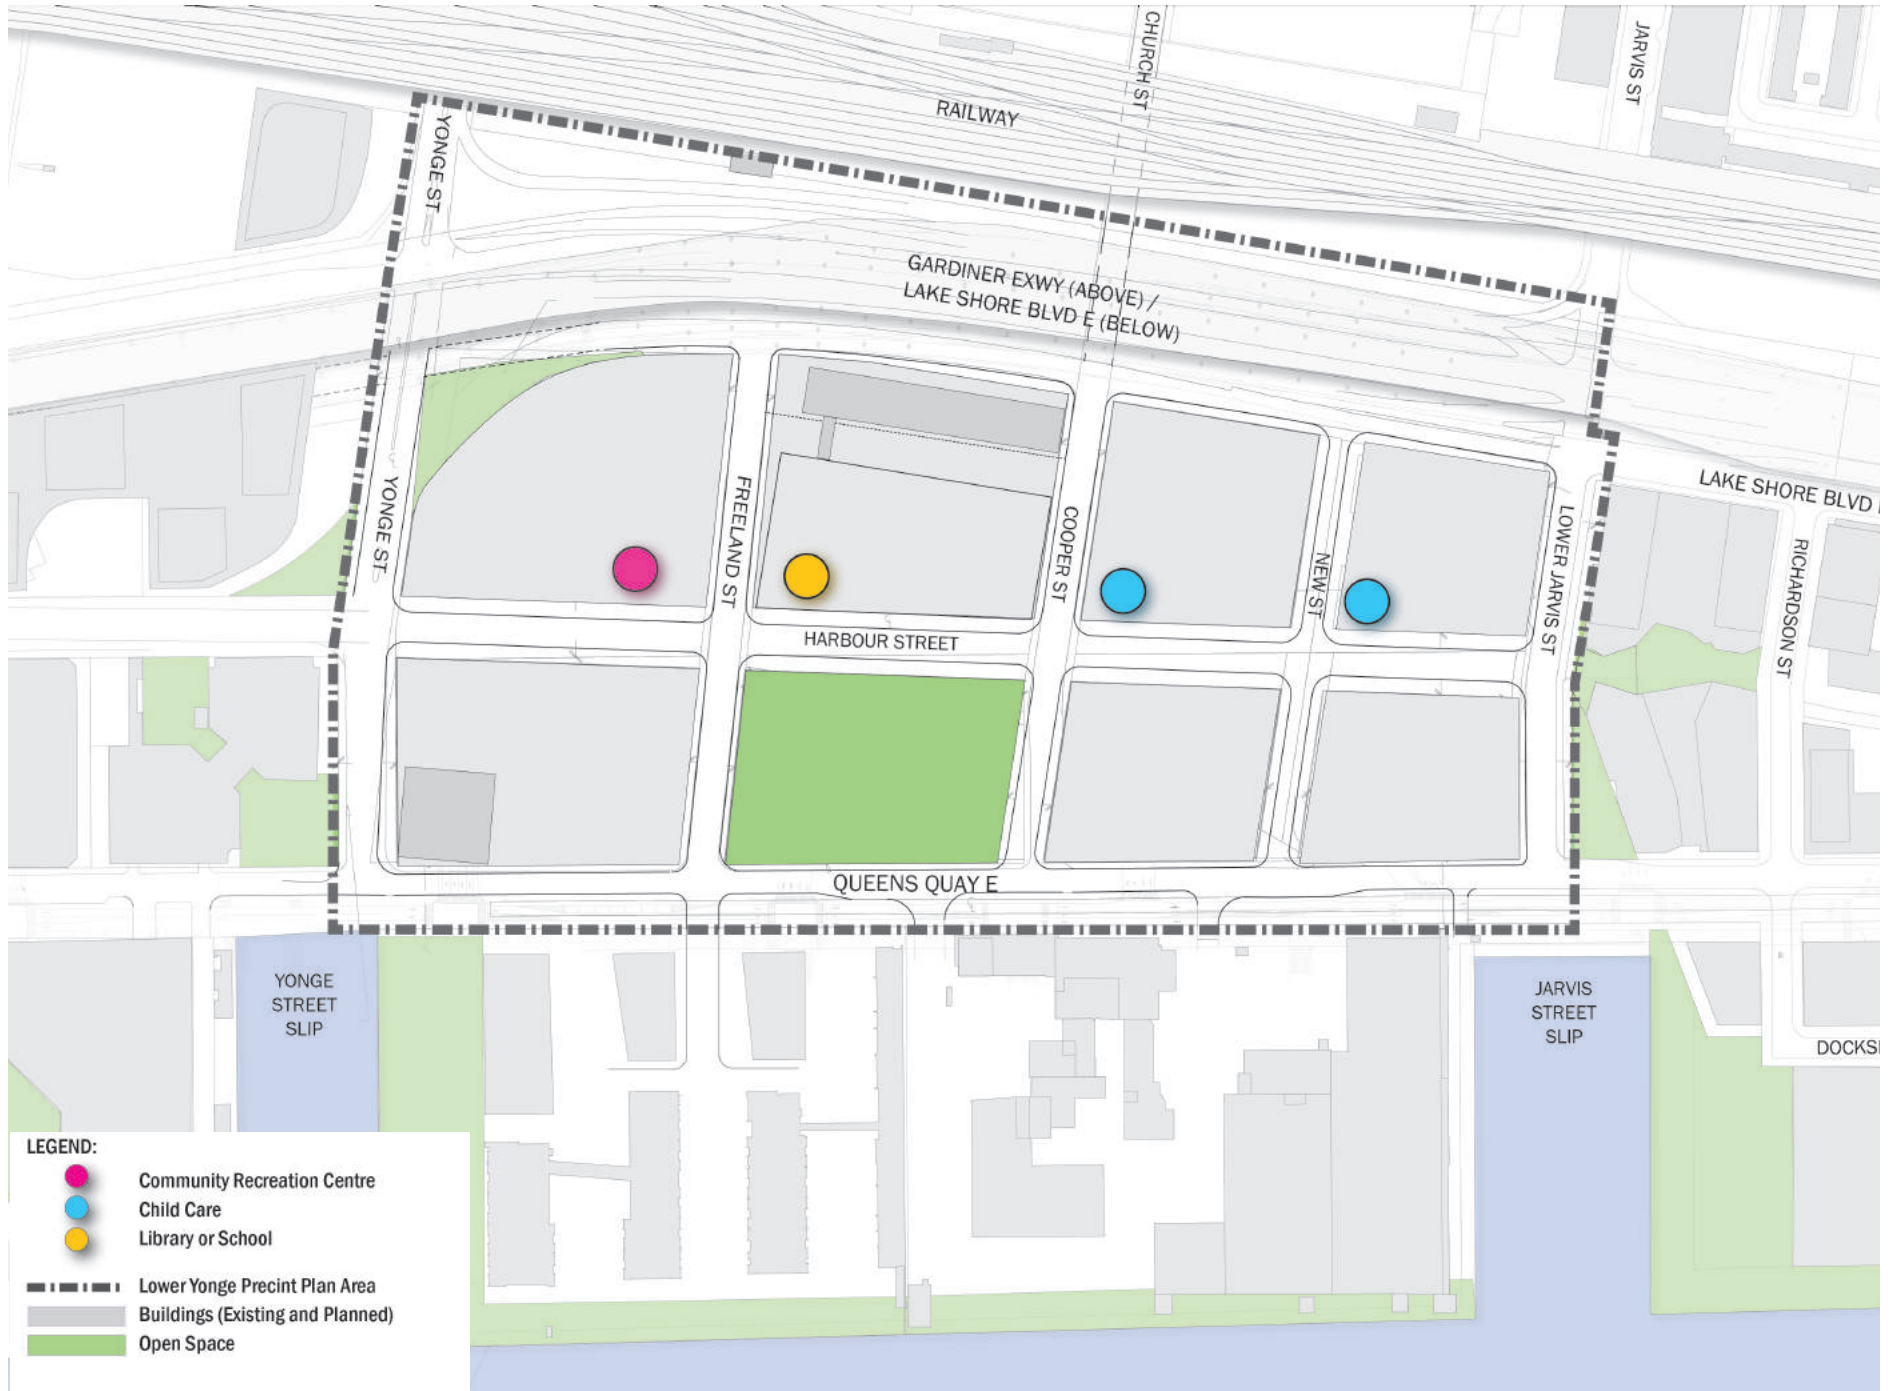 CHURCH ST
JARVIS ST
RAILWAY
YONGE ST
GARDINER EXWY (ABOVE) /
LAKE SHORE BLVD E (BELOW)
LAKE SHORE BLVD
YONGE ST
FREELAND ST
COOPER ST
NEW ST
LOWER JARVIS ST
RICHARDSON ST
HARBOUR STREET
QUEENS QUAY E
YONGE
STREET
SLIP
JARVIS
STREET
SLIP
DOCKS
LEGEND:
Community Recreation Centre
Child Care
Library or School
Lower Yonge Precint Plan Area
Buildings (Existing and Planned)
Open Space